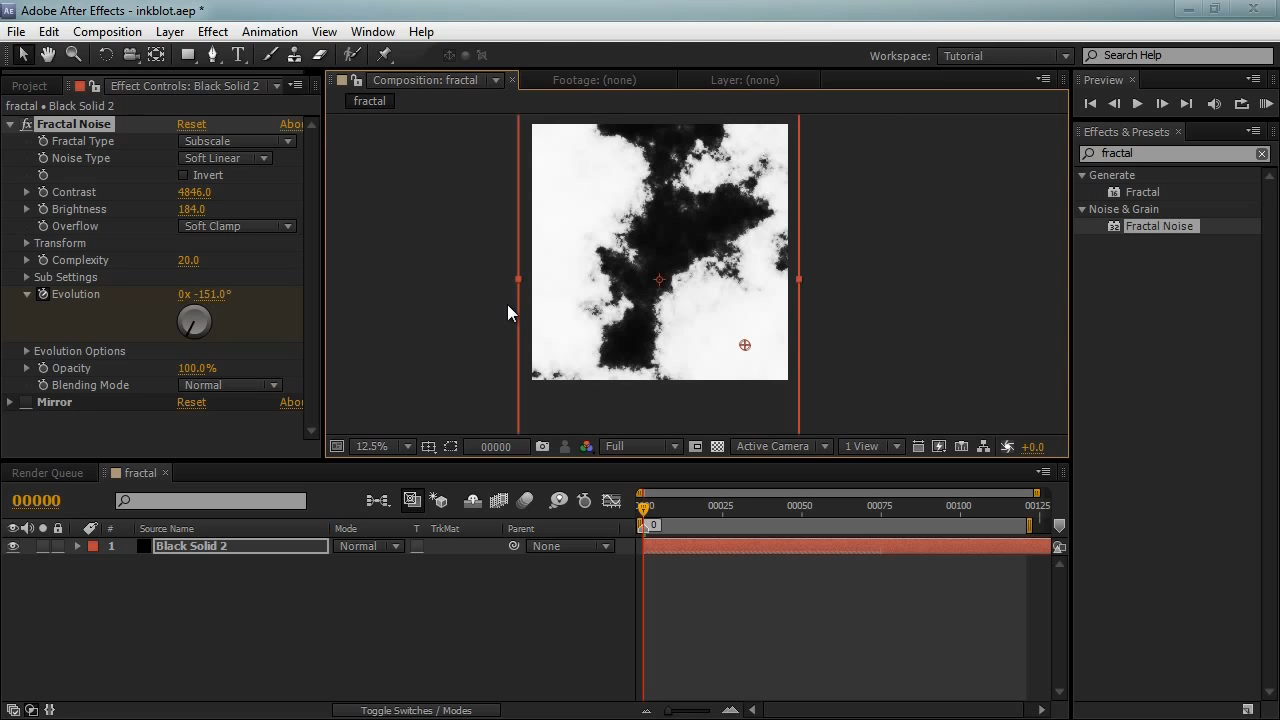 Adobe After Effects - inkblot.aep *
File Edit Composition Layer Effect Animation View Window Help
Workspace: Tutorial Search Help
Project Effect Controls: Black Solid 2
Composition: fractal Footage: (none) Layer: (none)
Preview
fractal • Black Solid 2
fractal
Fractal Noise Reset Abo
Fractal Type Subscale
Noise Type Soft Linear
Invert
Contrast 4846.0
Brightness 184.0
Overflow Soft Clamp
Transform
Complexity 20.0
Sub Settings
Evolution 0x -151.0°
Evolution Options
Opacity 100.0%
Blending Mode Normal
Mirror Reset Abo
Effects & Presets
fractal
Generate
Fractal
Noise & Grain
Fractal Noise
12.5% 00000 Full Active Camera 1 View +0.0
Render Queue fractal
00000
0000 00025 00050 00075 00100 00125
# Source Name Mode T TrkMat Parent
0
1 Black Solid 2 Normal None
Toggle Switches / Modes